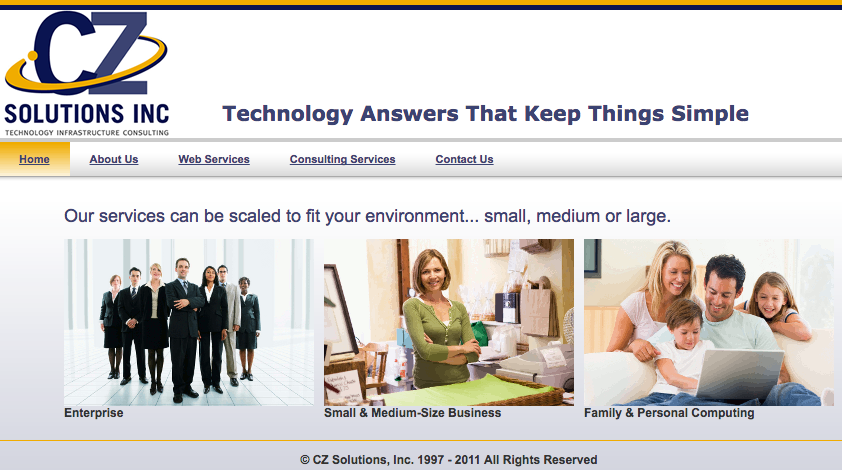 CZ
SOLUTIONS INC
TECHNOLOGY INFRASTRUCTURE CONSULTING
Technology Answers That Keep Things Simple
Home About Us Web Services Consulting Services Contact Us
Our services can be scaled to fit your environment... small, medium or large.
Enterprise Small & Medium-Size Business Family & Personal Computing
© CZ Solutions, Inc. 1997 - 2011 All Rights Reserved